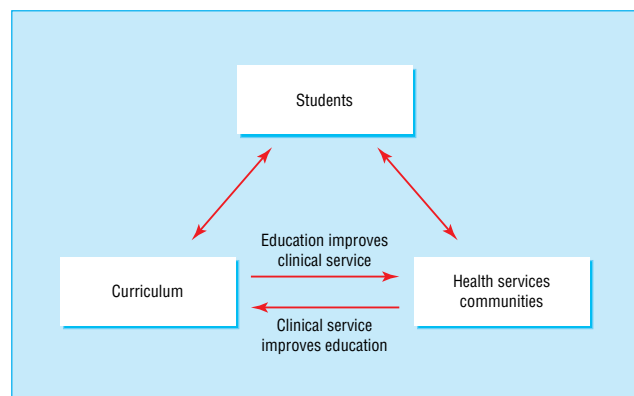 Students
Education improves
clinical service
Curriculum
Health services
communities
Clinical service
improves education